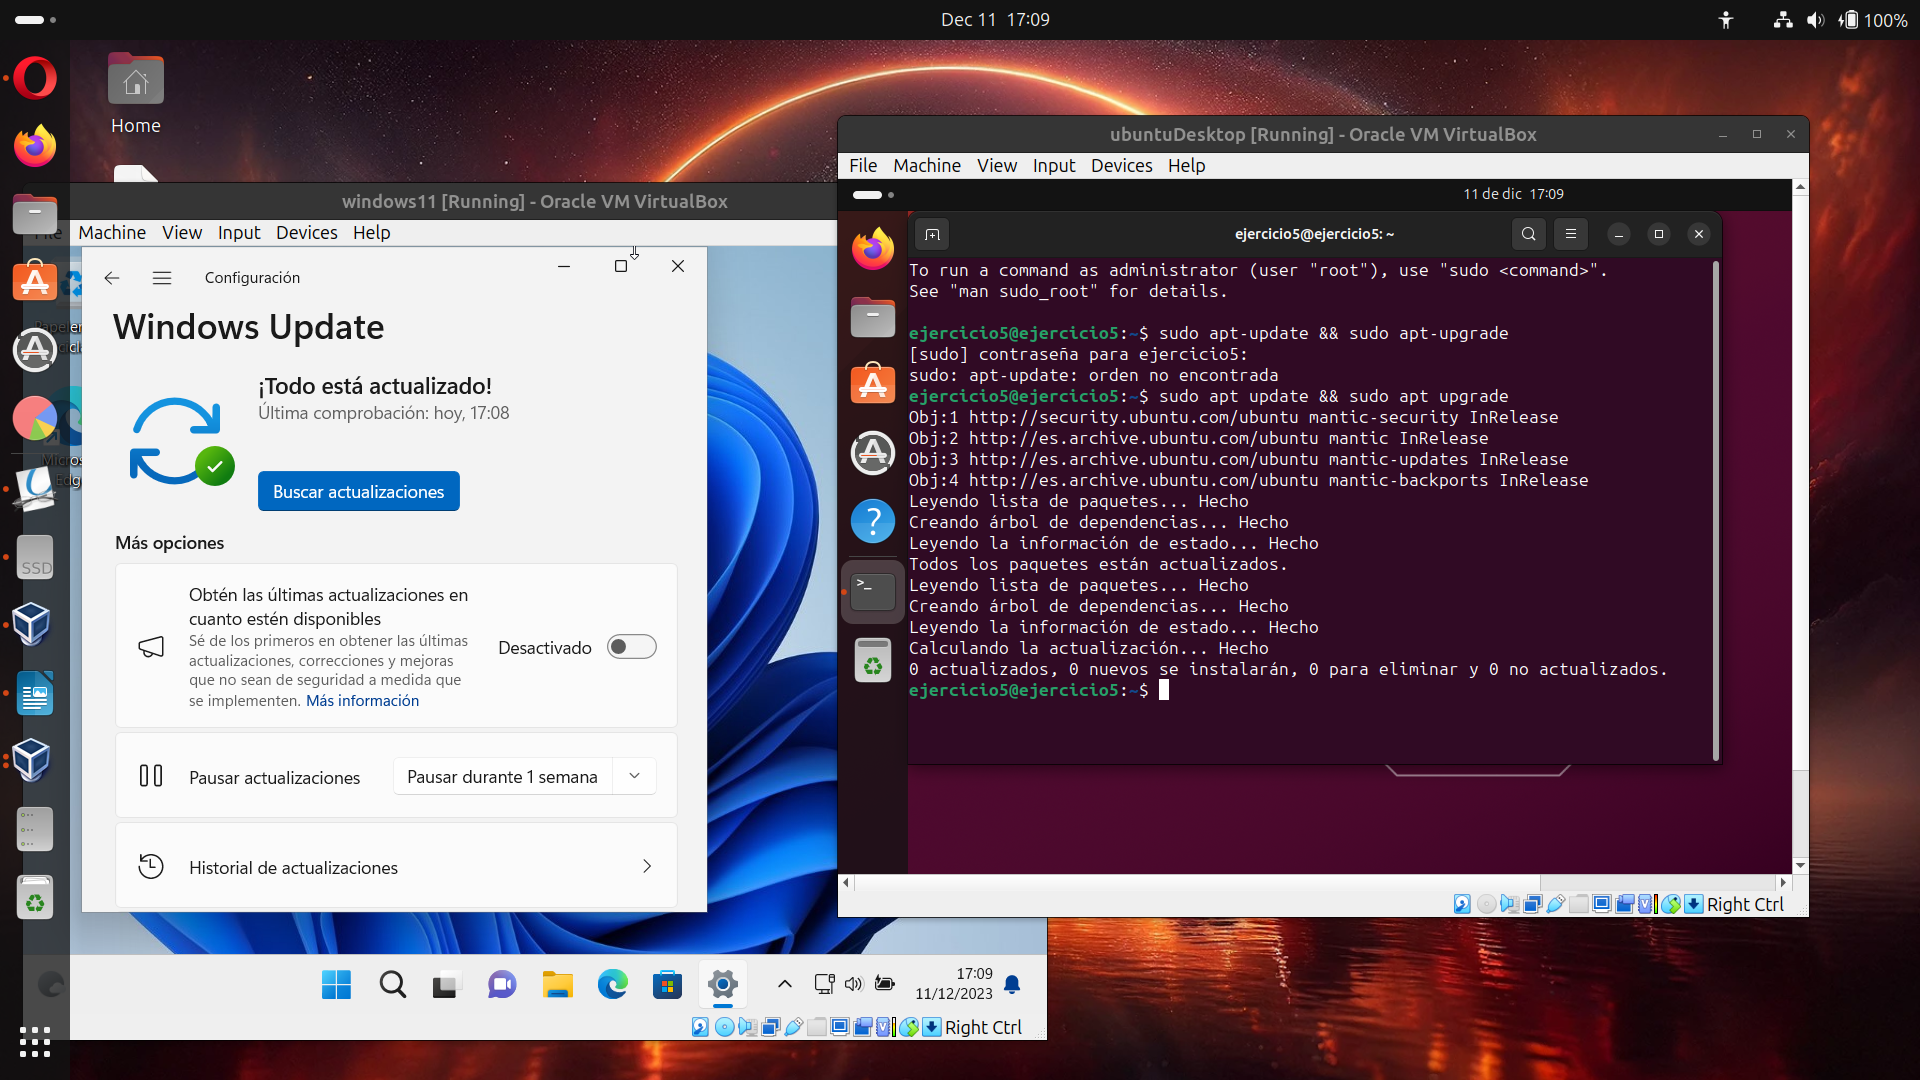 Dec 11  17:09
100%
Home
SSD
windows11 [Running] - Oracle VM VirtualBox
File Machine View Input Devices Help
Configuración
Windows Update
¡Todo está actualizado!
Última comprobación: hoy, 17:08
Buscar actualizaciones
Más opciones
Obtén las últimas actualizaciones en
cuanto estén disponibles
Sé de los primeros en obtener las últimas
actualizaciones, correcciones y mejoras
que no sean de seguridad a medida que
se implementen. Más información
Desactivado
Pausar actualizaciones
Pausar durante 1 semana
Historial de actualizaciones
17:09
11/12/2023
Right Ctrl
ubuntuDesktop [Running] - Oracle VM VirtualBox
File Machine View Input Devices Help
11 de dic  17:09
ejercicio5@ejercicio5: ~
To run a command as administrator (user "root"), use "sudo <command>".
See "man sudo_root" for details.
ejercicio5@ejercicio5:~$ sudo apt-update && sudo apt-upgrade
[sudo] contraseña para ejercicio5:
sudo: apt-update: orden no encontrada
ejercicio5@ejercicio5:~$ sudo apt update && sudo apt upgrade
Obj:1 http://security.ubuntu.com/ubuntu mantic-security InRelease
Obj:2 http://es.archive.ubuntu.com/ubuntu mantic InRelease
Obj:3 http://es.archive.ubuntu.com/ubuntu mantic-updates InRelease
Obj:4 http://es.archive.ubuntu.com/ubuntu mantic-backports InRelease
Leyendo lista de paquetes... Hecho
Creando árbol de dependencias... Hecho
Leyendo la información de estado... Hecho
Todos los paquetes están actualizados.
Leyendo lista de paquetes... Hecho
Creando árbol de dependencias... Hecho
Leyendo la información de estado... Hecho
Calculando la actualización... Hecho
0 actualizados, 0 nuevos se instalarán, 0 para eliminar y 0 no actualizados.
ejercicio5@ejercicio5:~$
Right Ctrl